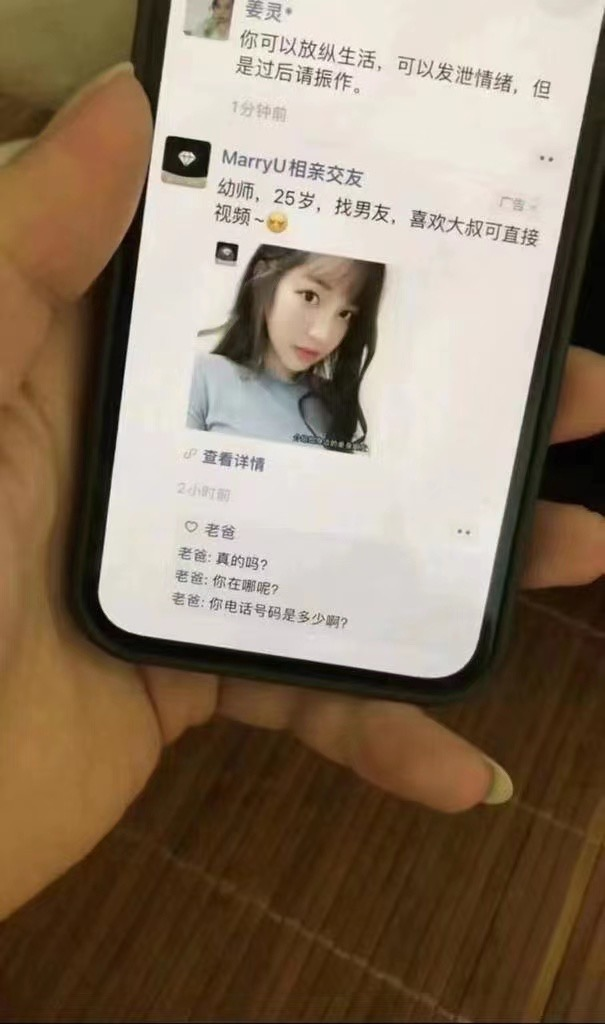 姜灵*
你可以放纵生活，可以发泄情绪，但
是过后请振作。
1分钟前
MarryU相亲交友
广告
幼师，25岁，找男友，喜欢大叔可直接
视频~
查看详情
2小时前
老爸
老爸: 真的吗?
老爸: 你在哪呢?
老爸: 你电话号码是多少啊?